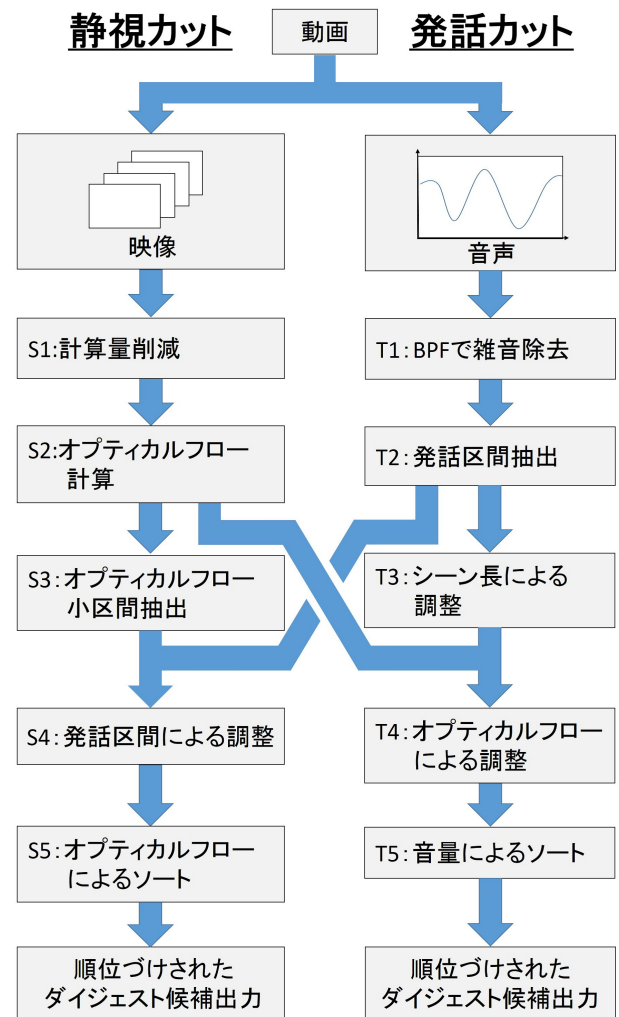 静視カット
動画
発話カット
映像
音声
S1:計算量削減
T1:BPFで雑音除去
S2:オプティカルフロー
計算
T2:発話区間抽出
S3:オプティカルフロー
小区間抽出
T3:シーン長による
調整
S4:発話区間による調整
T4:オプティカルフロー
による調整
S5:オプティカルフロー
によるソート
T5:音量によるソート
順位づけされた
ダイジェスト候補出力
順位づけされた
ダイジェスト候補出力